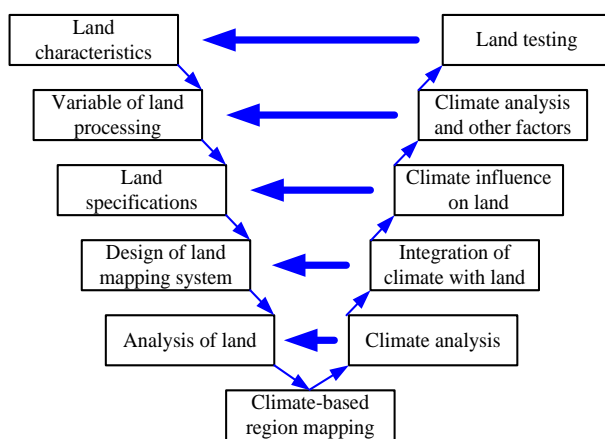 Land
characteristics
Land testing
Variable of land
processing
Climate analysis
and other factors
Land
specifications
Climate influence
on land
Design of land
mapping system
Integration of
climate with land
Analysis of land
Climate analysis
Climate-based
region mapping